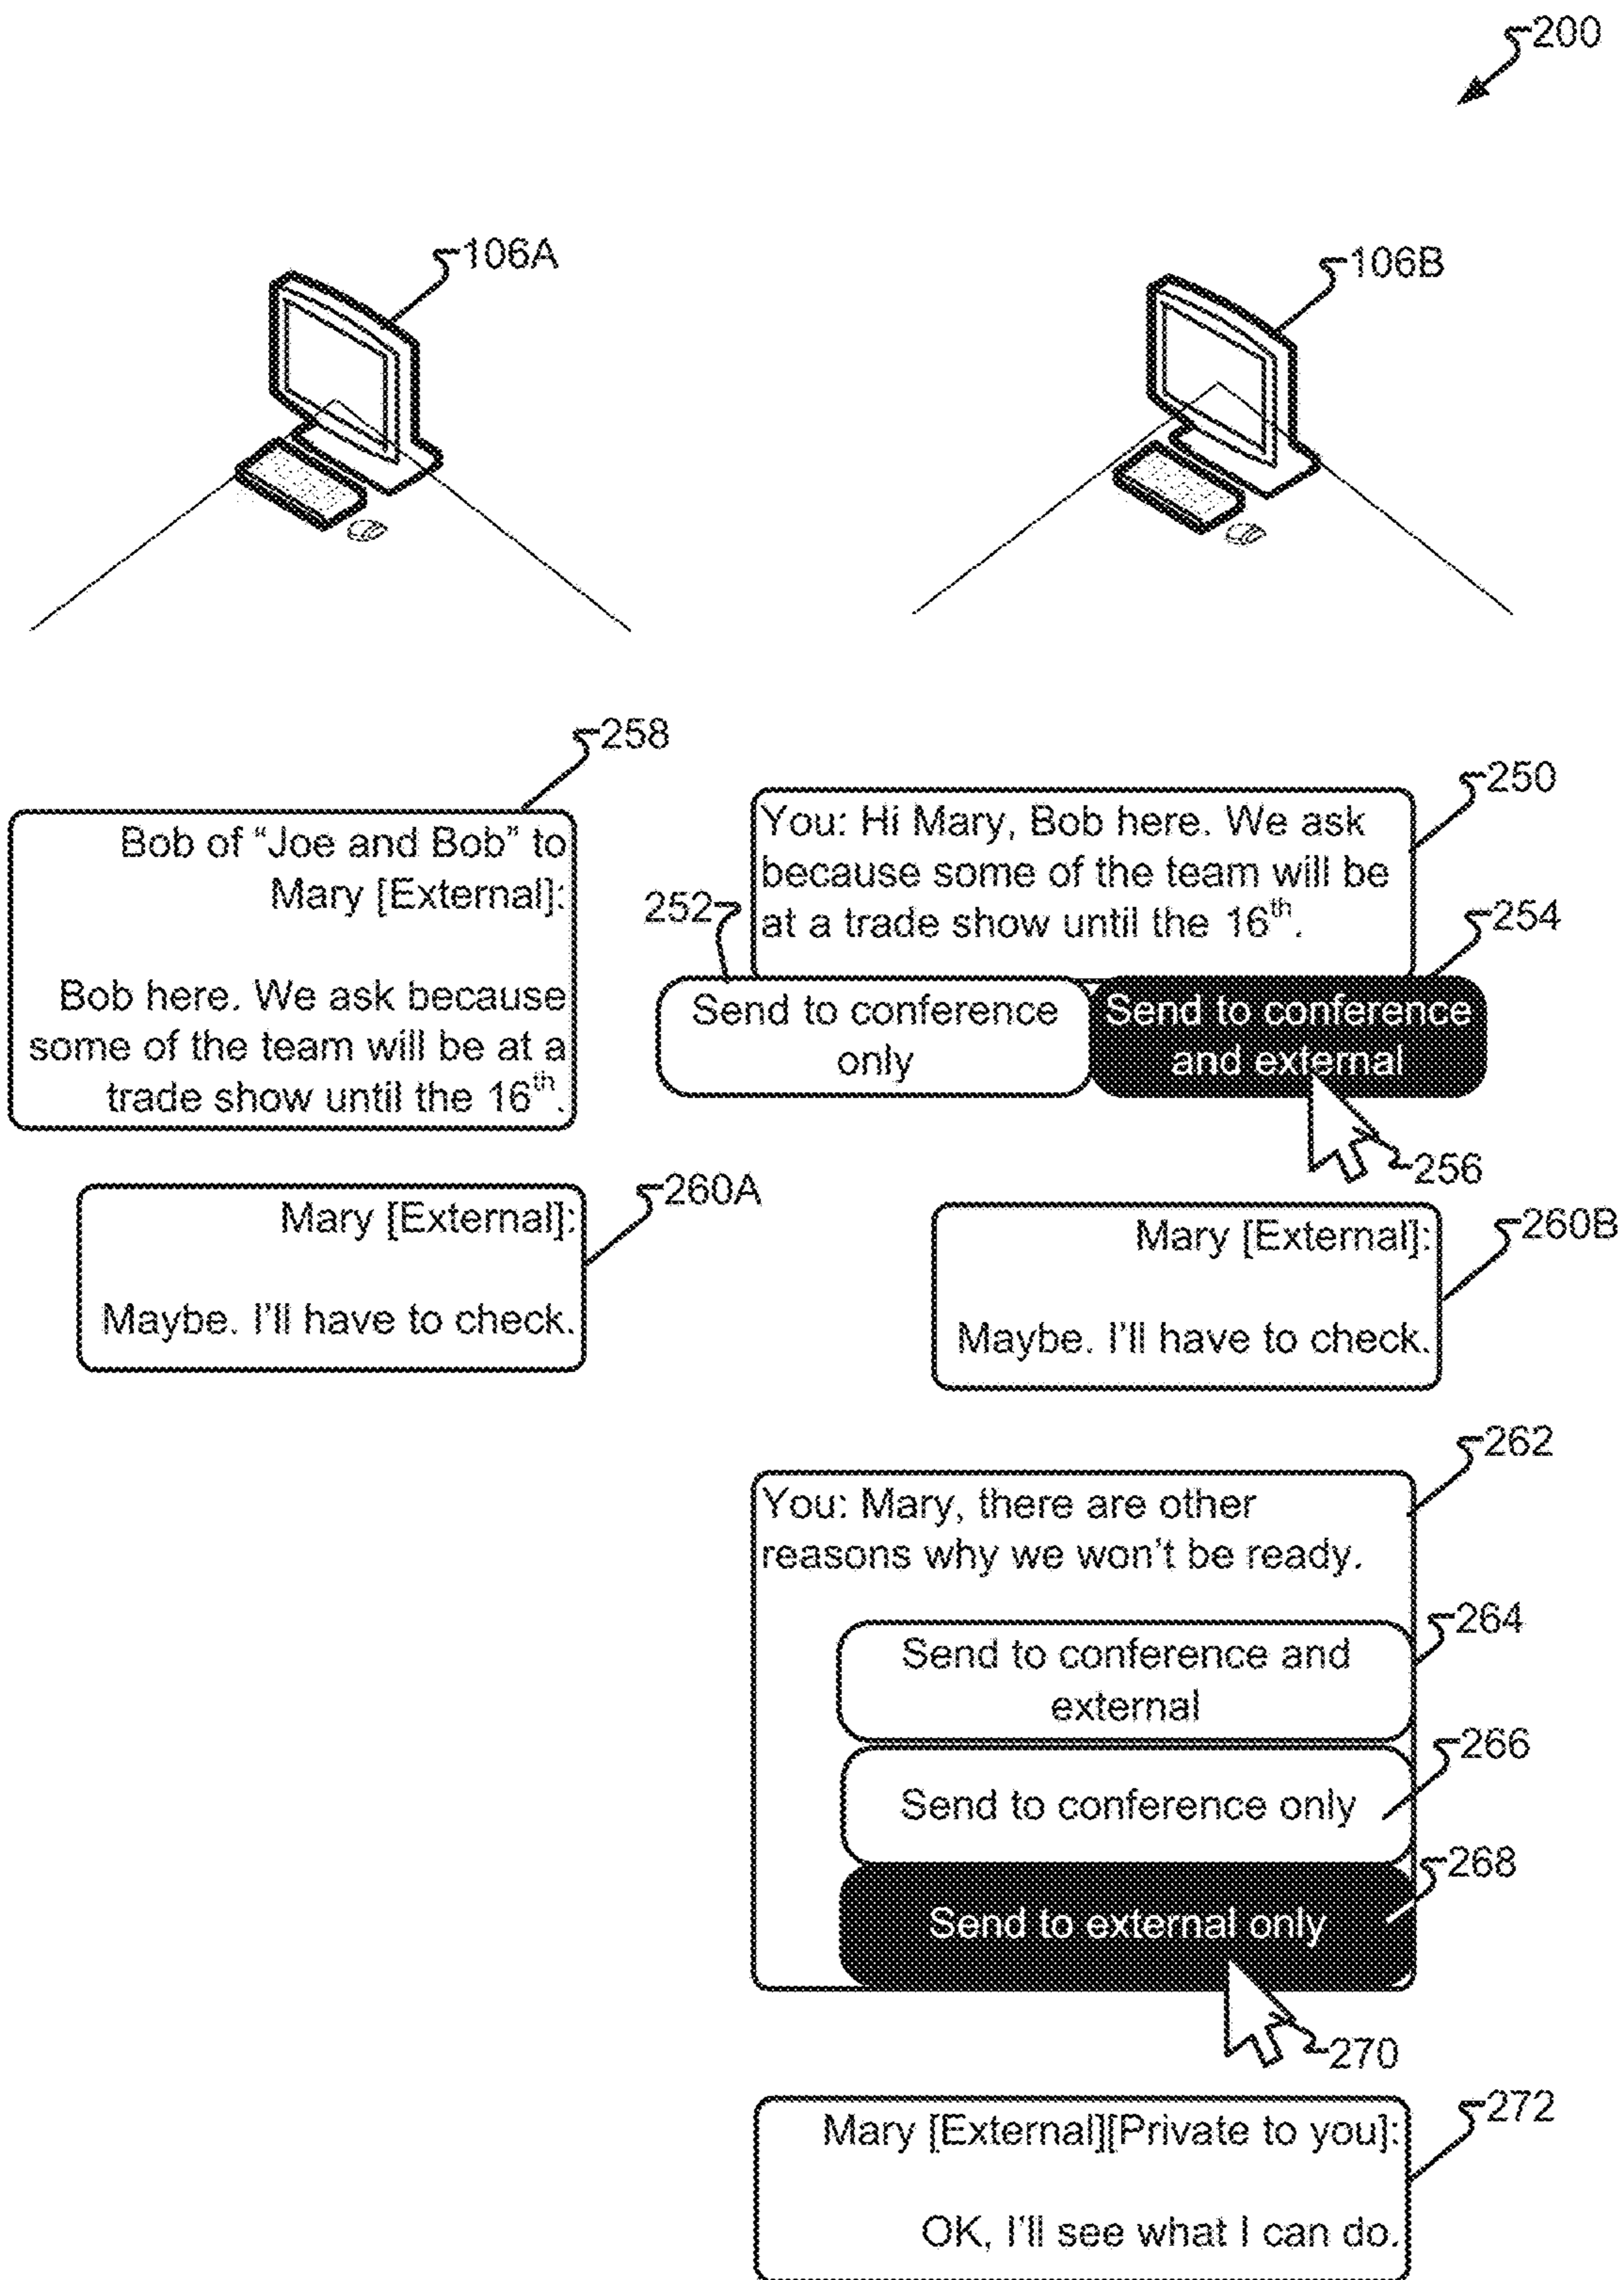 200
106A
106B
258
Bob of “Joe and Bob” to
Mary [External]:
Bob here. We ask because
some of the team will be at a
trade show until the 16th.
250
You: Hi Mary, Bob here. We ask
because some of the team will be
at a trade show until the 16th.
252
254
Send to conference
only
Send to conference
and external
256
260A
Mary [External]:
Maybe. I’ll have to check.
260B
Mary [External]:
Maybe. I’ll have to check.
262
You: Mary, there are other
reasons why we won’t be ready.
264
Send to conference and
external
266
Send to conference only
268
Send to external only
270
272
Mary [External][Private to you]:
OK, I’ll see what I can do.